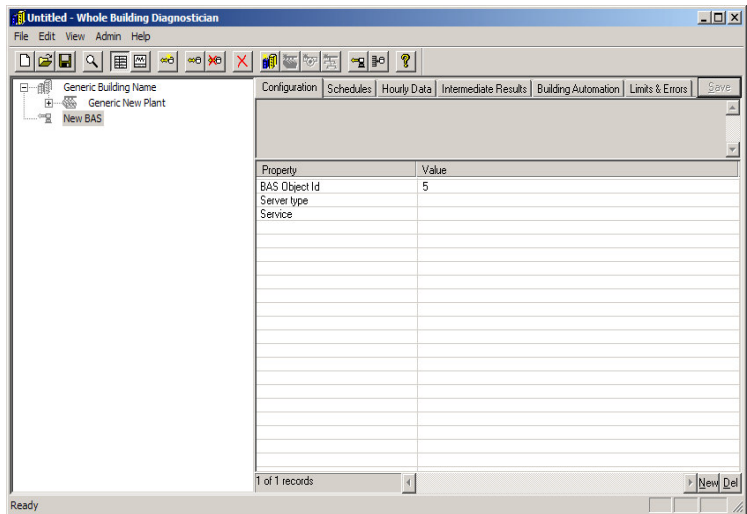 Untitled - Whole Building Diagnostician
File Edit View Admin Help
Generic Building Name
Generic New Plant
New BAS
Configuration Schedules Hourly Data Intermediate Results Building Automation Limits & Errors Save
Property Value
BAS Object Id 5
Server type
Service
1 of 1 records
New Del
Ready